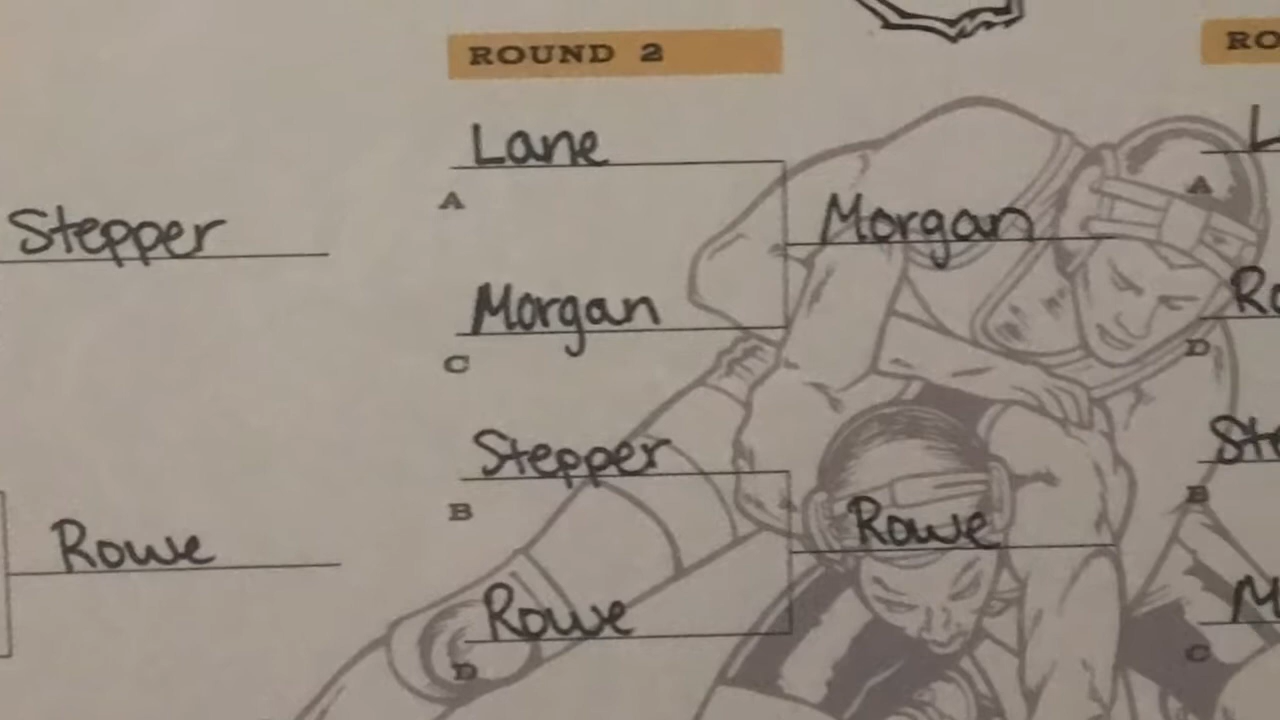 ROUND 2
Lane
A
Morgan
Stepper
Morgan
C
Stepper
B
Rowe
Rowe
Rowe
D
A
D
B
C